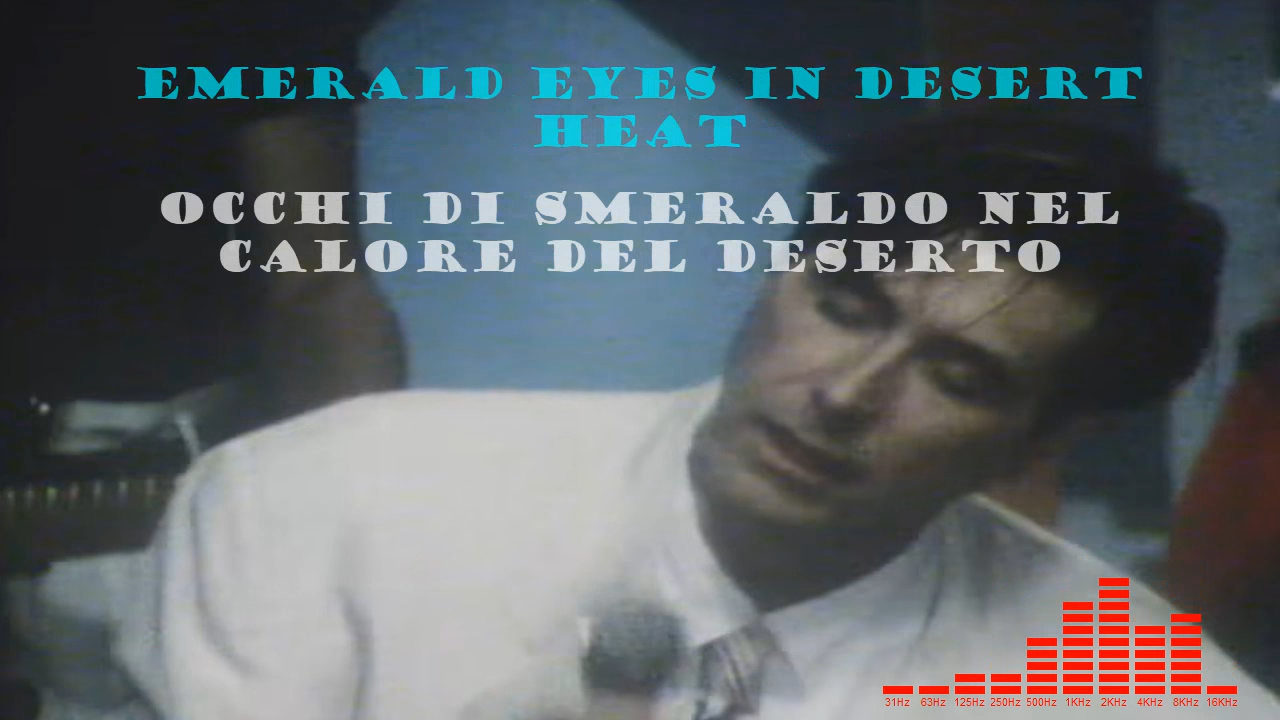 EMERALD EYES IN DESERT
HEAT
OCCHI DI SMERALDO NEL
CALORE DEL DESERTO
31Hz 63Hz 125Hz 250Hz 500Hz 1KHz 2KHz 4KHz 8KHz 16KHz